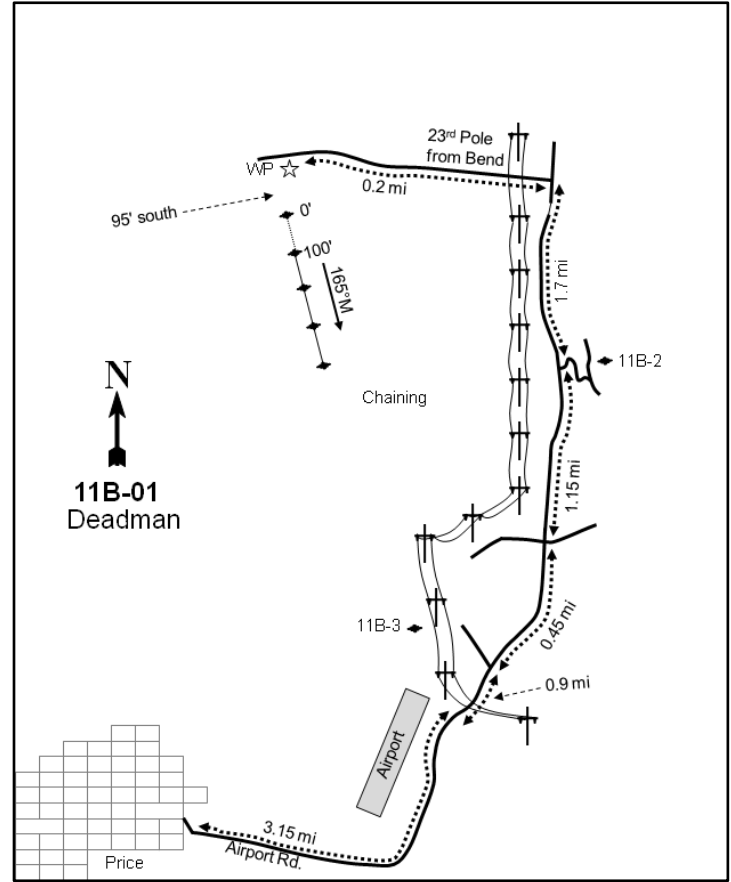 23rd Pole
from Bend
WP
0.2 mi
95' south
0'
100'
165°M
1.7 mi
11B-2
Chaining
N
11B-01
Deadman
1.15 mi
11B-3
0.45 mi
0.9 mi
Airport
3.15 mi
Airport Rd.
Price